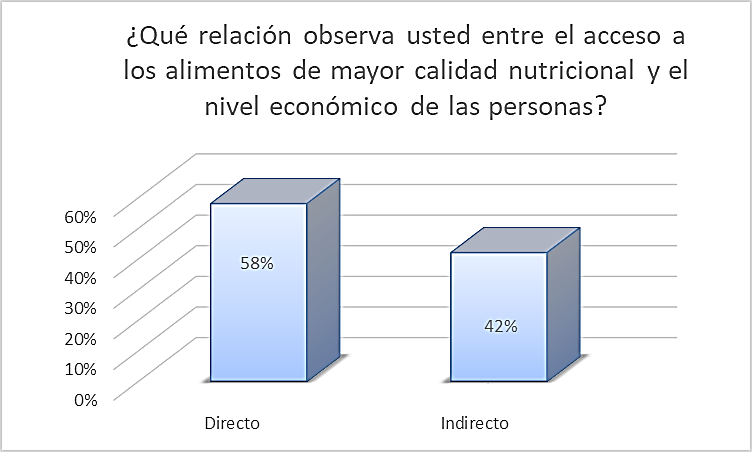 ¿Qué relación observa usted entre el acceso a
los alimentos de mayor calidad nutricional y el
nivel económico de las personas?
60%
50%
40%
30%
20%
10%
0%
58%
42%
Directo
Indirecto